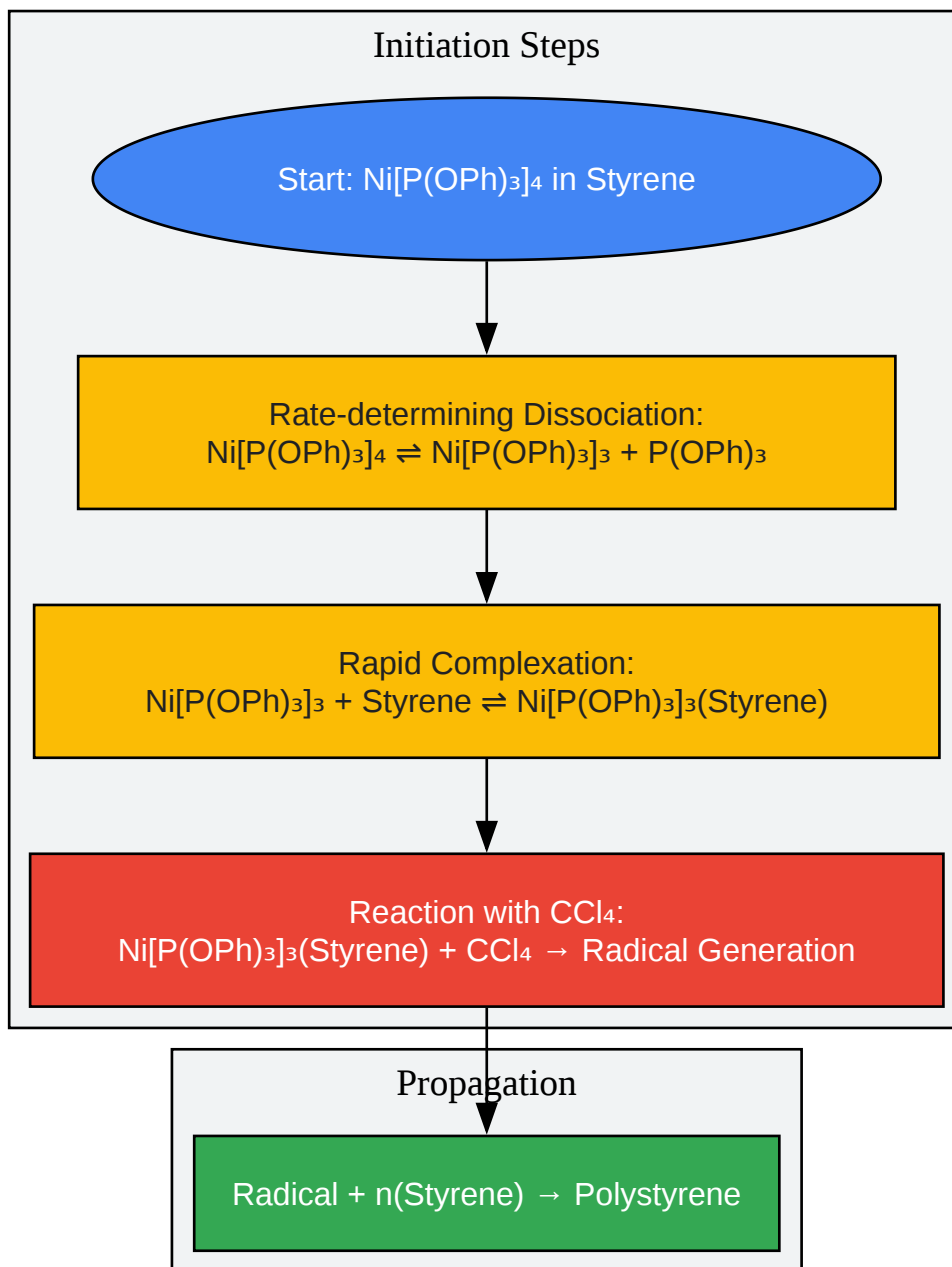 Initiation Steps
Start: Ni[P(OPh)₃]₄ in Styrene
Rate-determining Dissociation:
Ni[P(OPh)₃]₄ ⇌ Ni[P(OPh)₃]₃ + P(OPh)₃
Rapid Complexation:
Ni[P(OPh)₃]₃ + Styrene ⇌ Ni[P(OPh)₃]₃(Styrene)
Reaction with CCl₄:
Ni[P(OPh)₃]₃(Styrene) + CCl₄ → Radical Generation
Propagation
Radical + n(Styrene) → Polystyrene